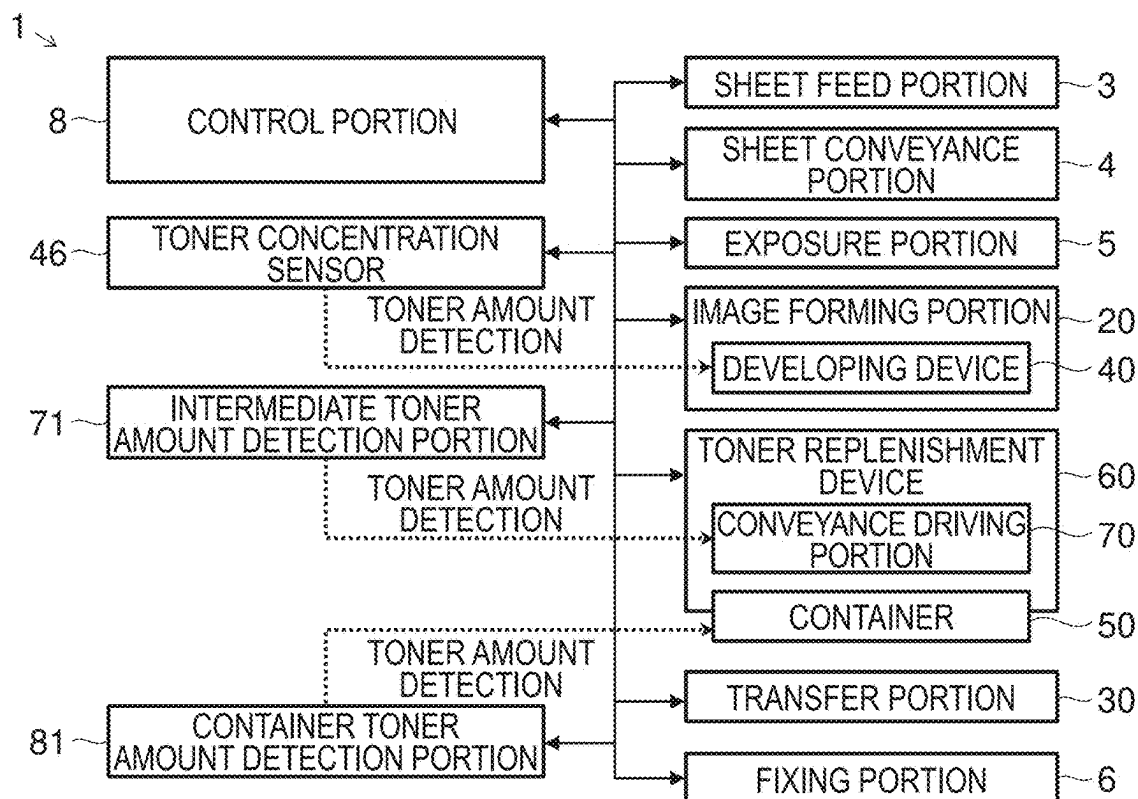 1
8
CONTROL PORTION
46
TONER CONCENTRATION
SENSOR
TONER AMOUNT
DETECTION
71
INTERMEDIATE TONER
AMOUNT DETECTION PORTION
TONER AMOUNT
DETECTION
TONER AMOUNT
DETECTION
81
CONTAINER TONER
AMOUNT DETECTION PORTION
SHEET FEED PORTION
3
SHEET CONVEYANCE
PORTION
4
EXPOSURE PORTION
5
IMAGE FORMING PORTION
20
DEVELOPING DEVICE
40
TONER REPLENISHMENT
DEVICE
60
CONVEYANCE DRIVING
PORTION
70
CONTAINER
50
TRANSFER PORTION
30
FIXING PORTION
6